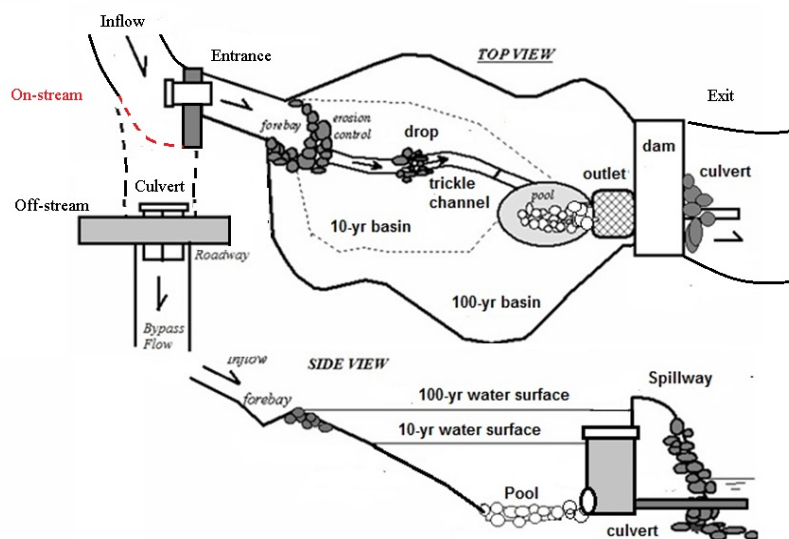 Inflow
Entrance
TOP VIEW
On-stream
Exit
forebay
erosion
control
drop
dam
Culvert
trickle
channel
outlet
culvert
Off-stream
pool
10-yr basin
Roadway
100-yr basin
Bypass
Flow
inflow
SIDE VIEW
forebay
Spillway
100-yr water surface
10-yr water surface
Pool
culvert